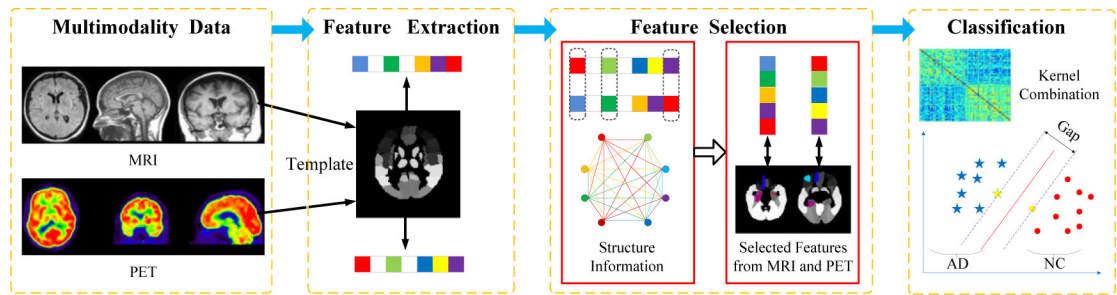 Multimodality Data
MRI
PET
Feature Extraction
Template
Feature Selection
Structure
Information
Selected Features
from MRI and PET
Classification
Kernel
Combination
Gap
AD
NC